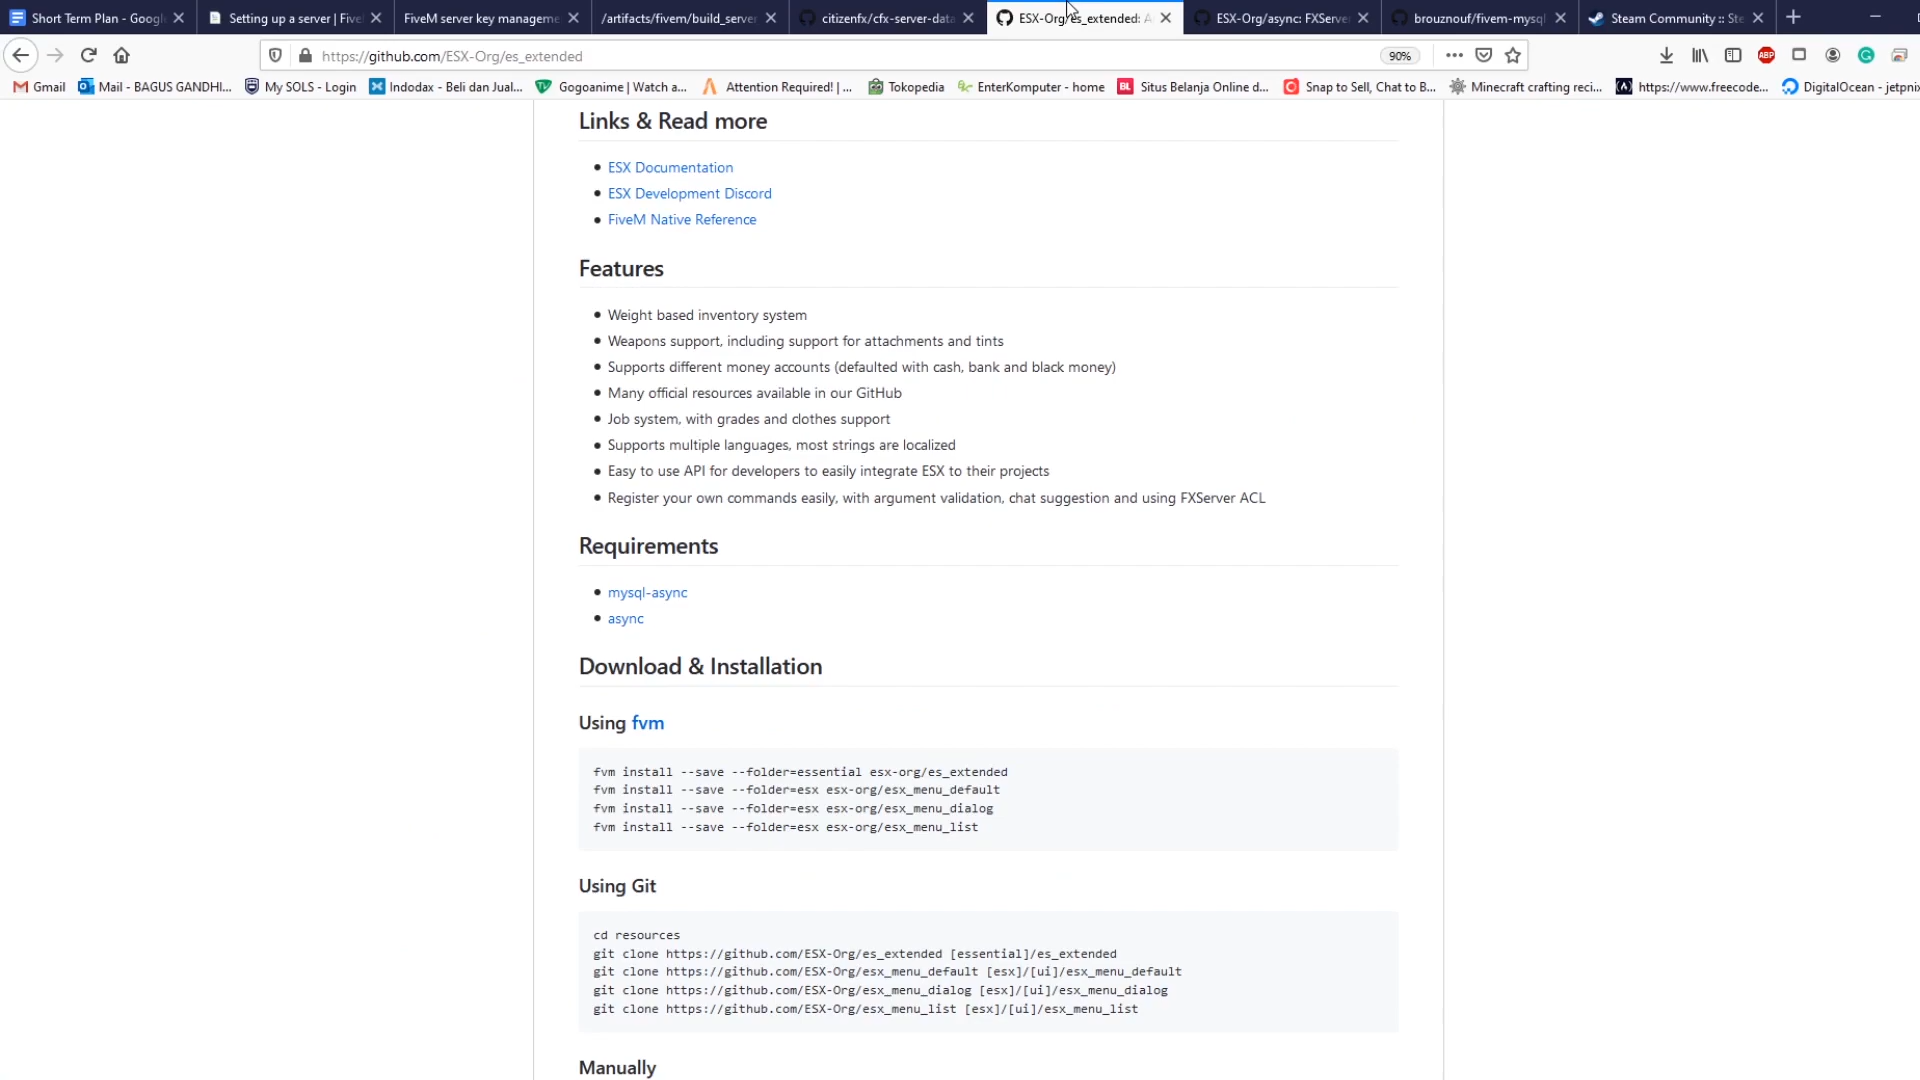 Short Term Plan - Google
Setting up a server | Five
FiveM server key manageme
/artifacts/fivem/build_server
citizenfx/cfx-server-data
ESX-Org/es_extended: A
ESX-Org/async: FXServer
brouznouf/fivem-mysql
Steam Community :: Ste
https://github.com/ESX-Org/es_extended
90%
ABP
Gmail
Mail - BAGUS GANDHI...
My SOLS - Login
Indodax - Beli dan Jual...
Gogoanime | Watch a...
Attention Required! | ...
Tokopedia
EnterKomputer - home
BL
Situs Belanja Online d...
Snap to Sell, Chat to B...
Minecraft crafting reci...
https://www.freecode...
DigitalOcean - jetpnix
Links & Read more
• ESX Documentation
• ESX Development Discord
• FiveM Native Reference
Features
• Weight based inventory system
• Weapons support, including support for attachments and tints
• Supports different money accounts (defaulted with cash, bank and black money)
• Many official resources available in our GitHub
• Job system, with grades and clothes support
• Supports multiple languages, most strings are localized
• Easy to use API for developers to easily integrate ESX to their projects
• Register your own commands easily, with argument validation, chat suggestion and using FXServer ACL
Requirements
• mysql-async
• async
Download & Installation
Using fvm
fvm install --save --folder=essential esx-org/es_extended
fvm install --save --folder=esx esx-org/esx_menu_default
fvm install --save --folder=esx esx-org/esx_menu_dialog
fvm install --save --folder=esx esx-org/esx_menu_list
Using Git
cd resources
git clone https://github.com/ESX-Org/es_extended [essential]/es_extended
git clone https://github.com/ESX-Org/esx_menu_default [esx]/[ui]/esx_menu_default
git clone https://github.com/ESX-Org/esx_menu_dialog [esx]/[ui]/esx_menu_dialog
git clone https://github.com/ESX-Org/esx_menu_list [esx]/[ui]/esx_menu_list
Manually